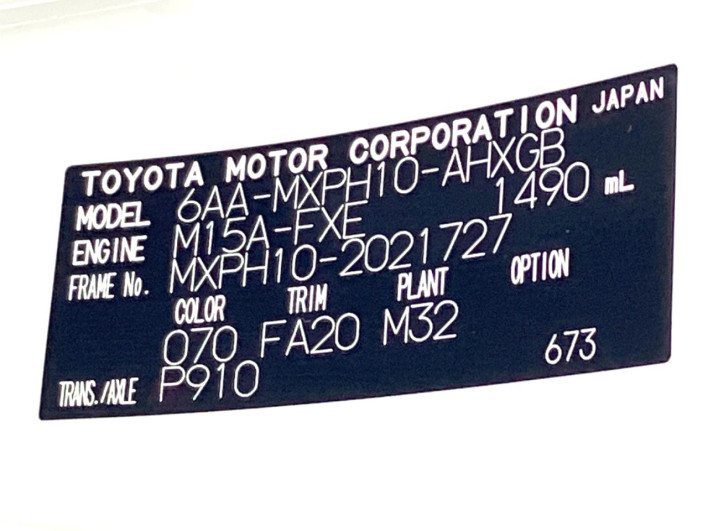 TOYOTA MOTOR CORPORATION JAPAN
MODEL 6AA-MXPH10-AHXGB
ENGINE M15A-FXE 1490 mL
FRAME No. MXPH10-2021727
COLOR TRIM PLANT OPTION
070 FA20 M32
TRANS./AXLE P910 673